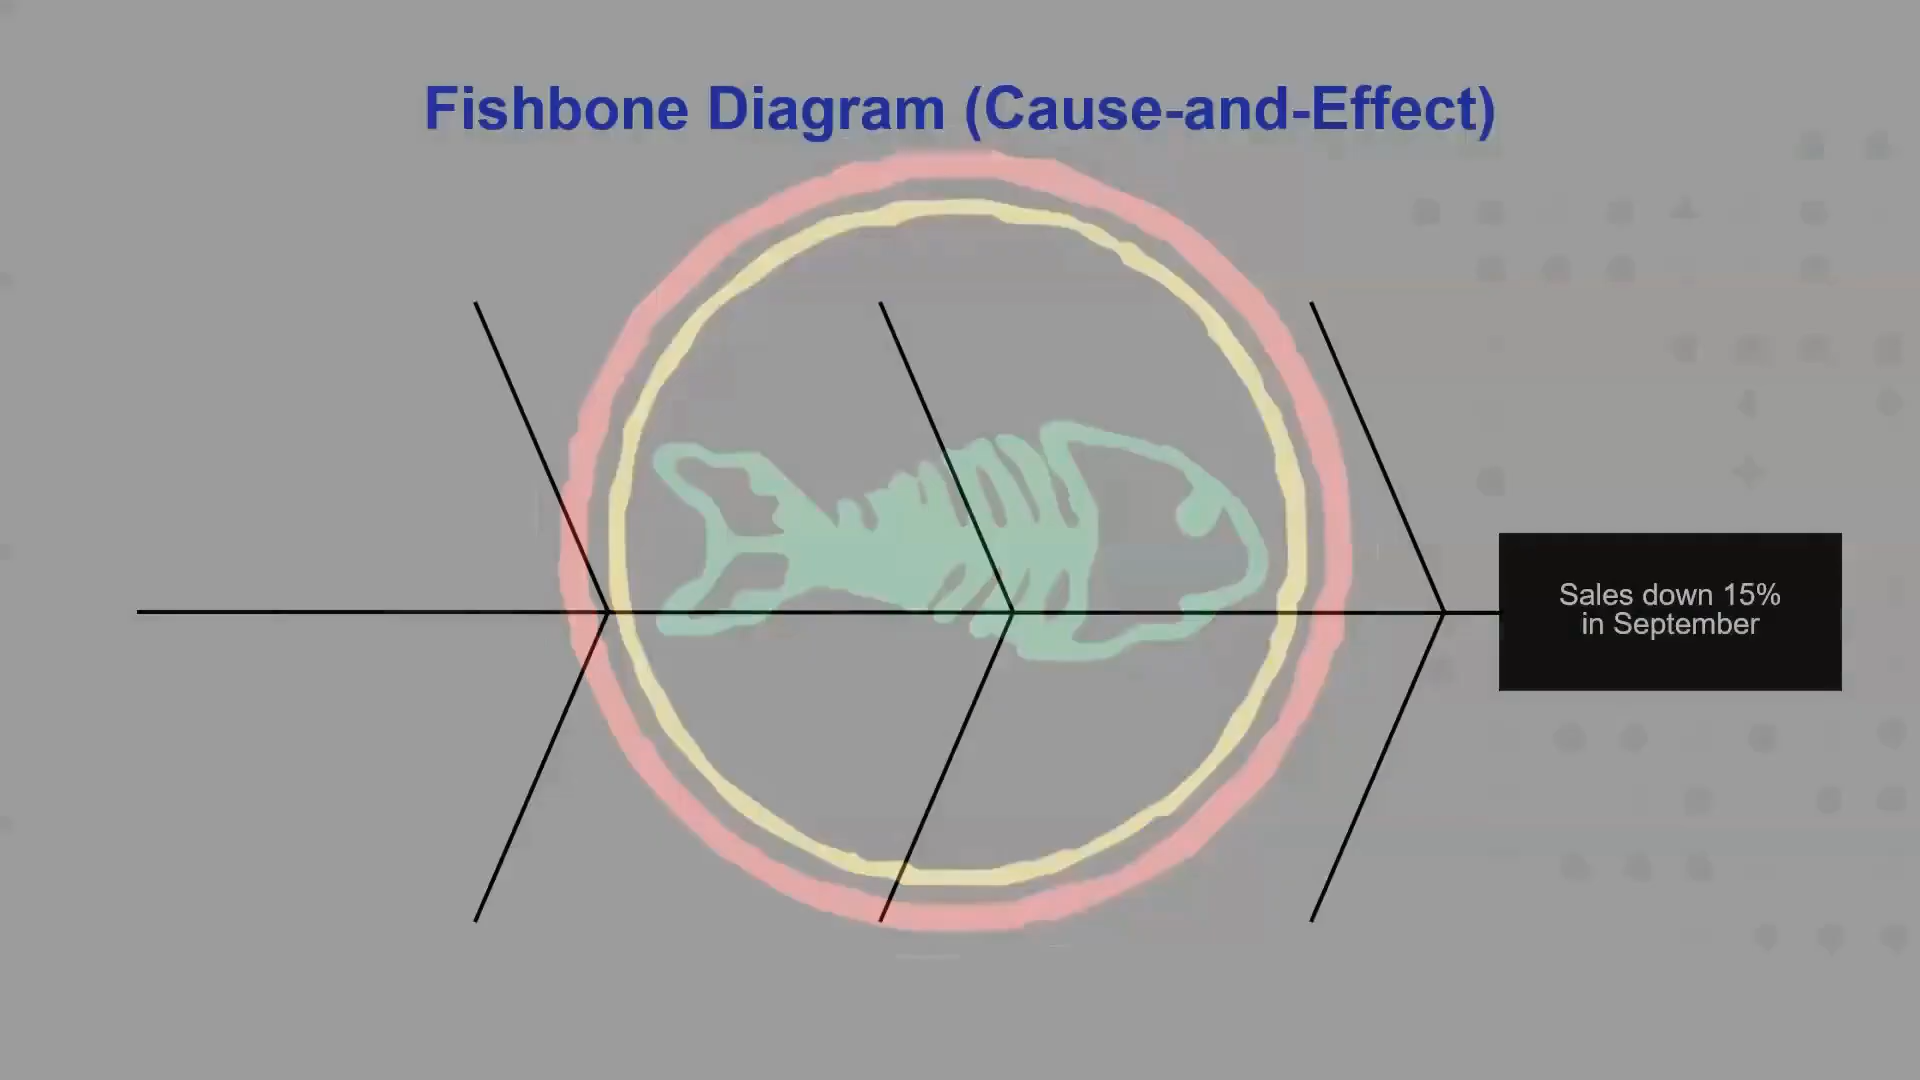 Fishbone Diagram (Cause-and-Effect)
Sales down 15%
in September